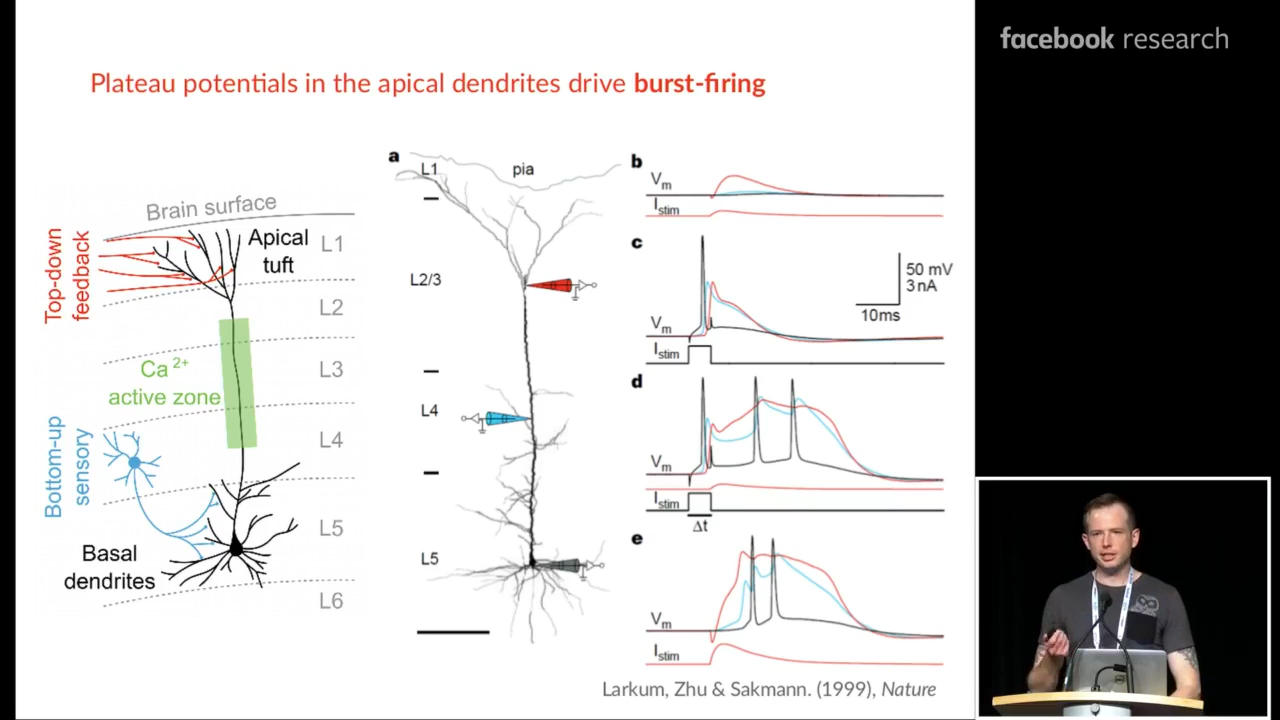 facebook research
Plateau potentials in the apical dendrites drive burst-firing
Brain surface
Top-down
feedback
Apical
tuft
L1
L2
Ca 2+
active zone
L3
L4
Bottom-up
sensory
L5
Basal
dendrites
L6
a
L1
pia
L2/3
L4
L5
b
Vm
Istim
c
50 mV
3 nA
10ms
Vm
Istim
d
Vm
Istim
Δt
e
Vm
Istim
Larkum, Zhu & Sakmann. (1999), Nature